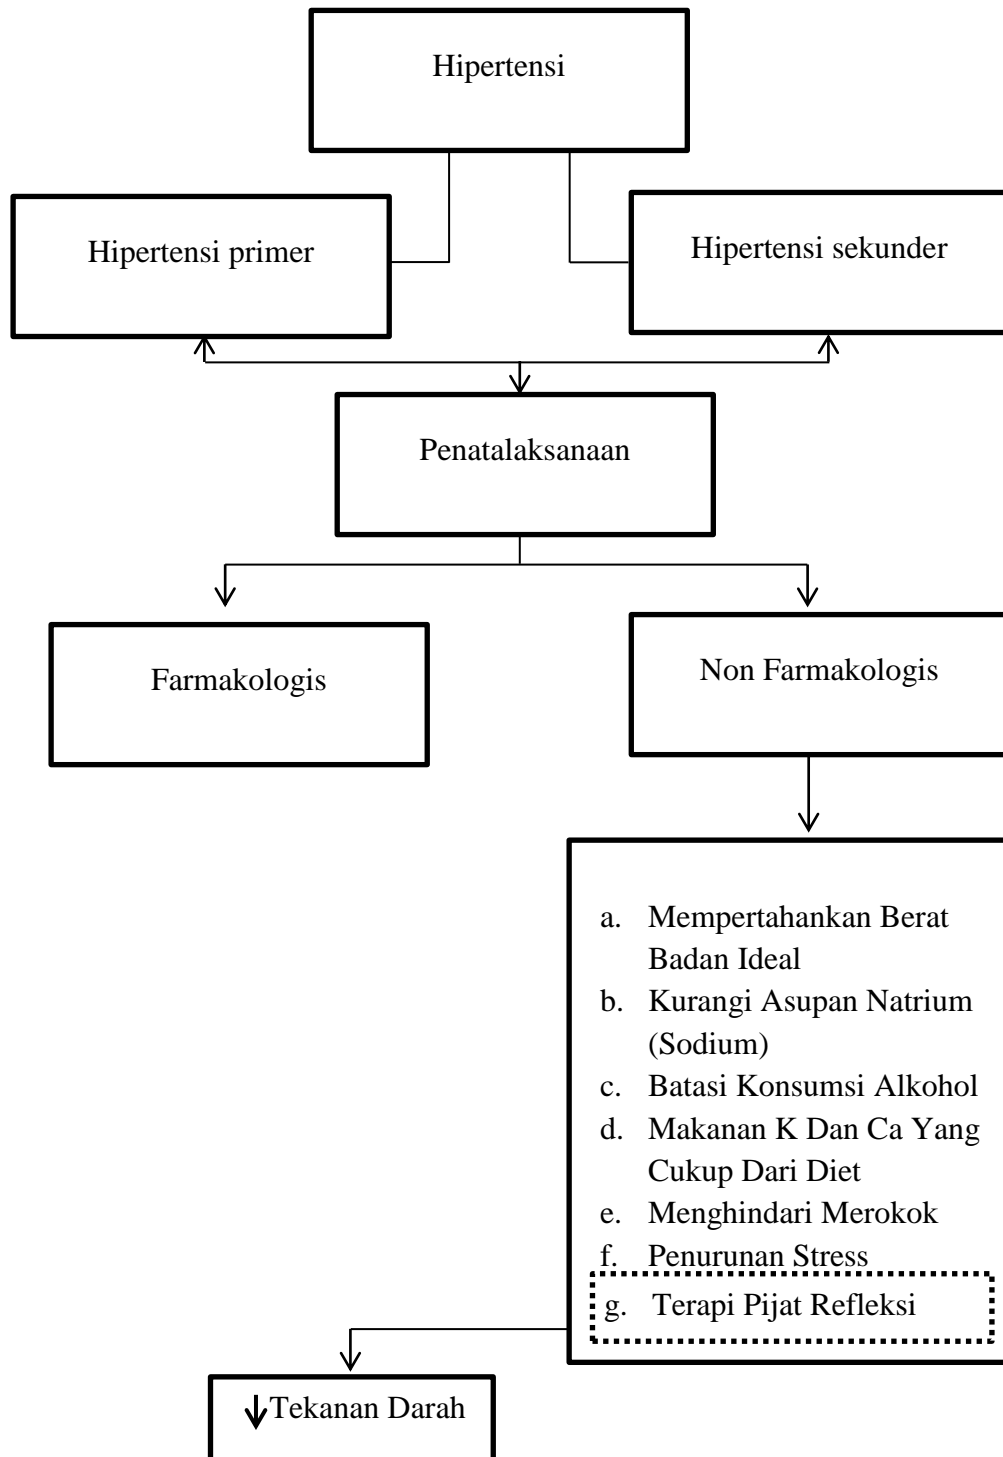 Hipertensi
Hipertensi primer
Hipertensi sekunder
Penatalaksanaan
Farmakologis
Non Farmakologis
a. Mempertahankan Berat
Badan Ideal
b. Kurangi Asupan Natrium
(Sodium)
c. Batasi Konsumsi Alkohol
d. Makanan K Dan Ca Yang
Cukup Dari Diet
e. Menghindari Merokok
f. Penurunan Stress
g. Terapi Pijat Refleksi
Tekanan Darah